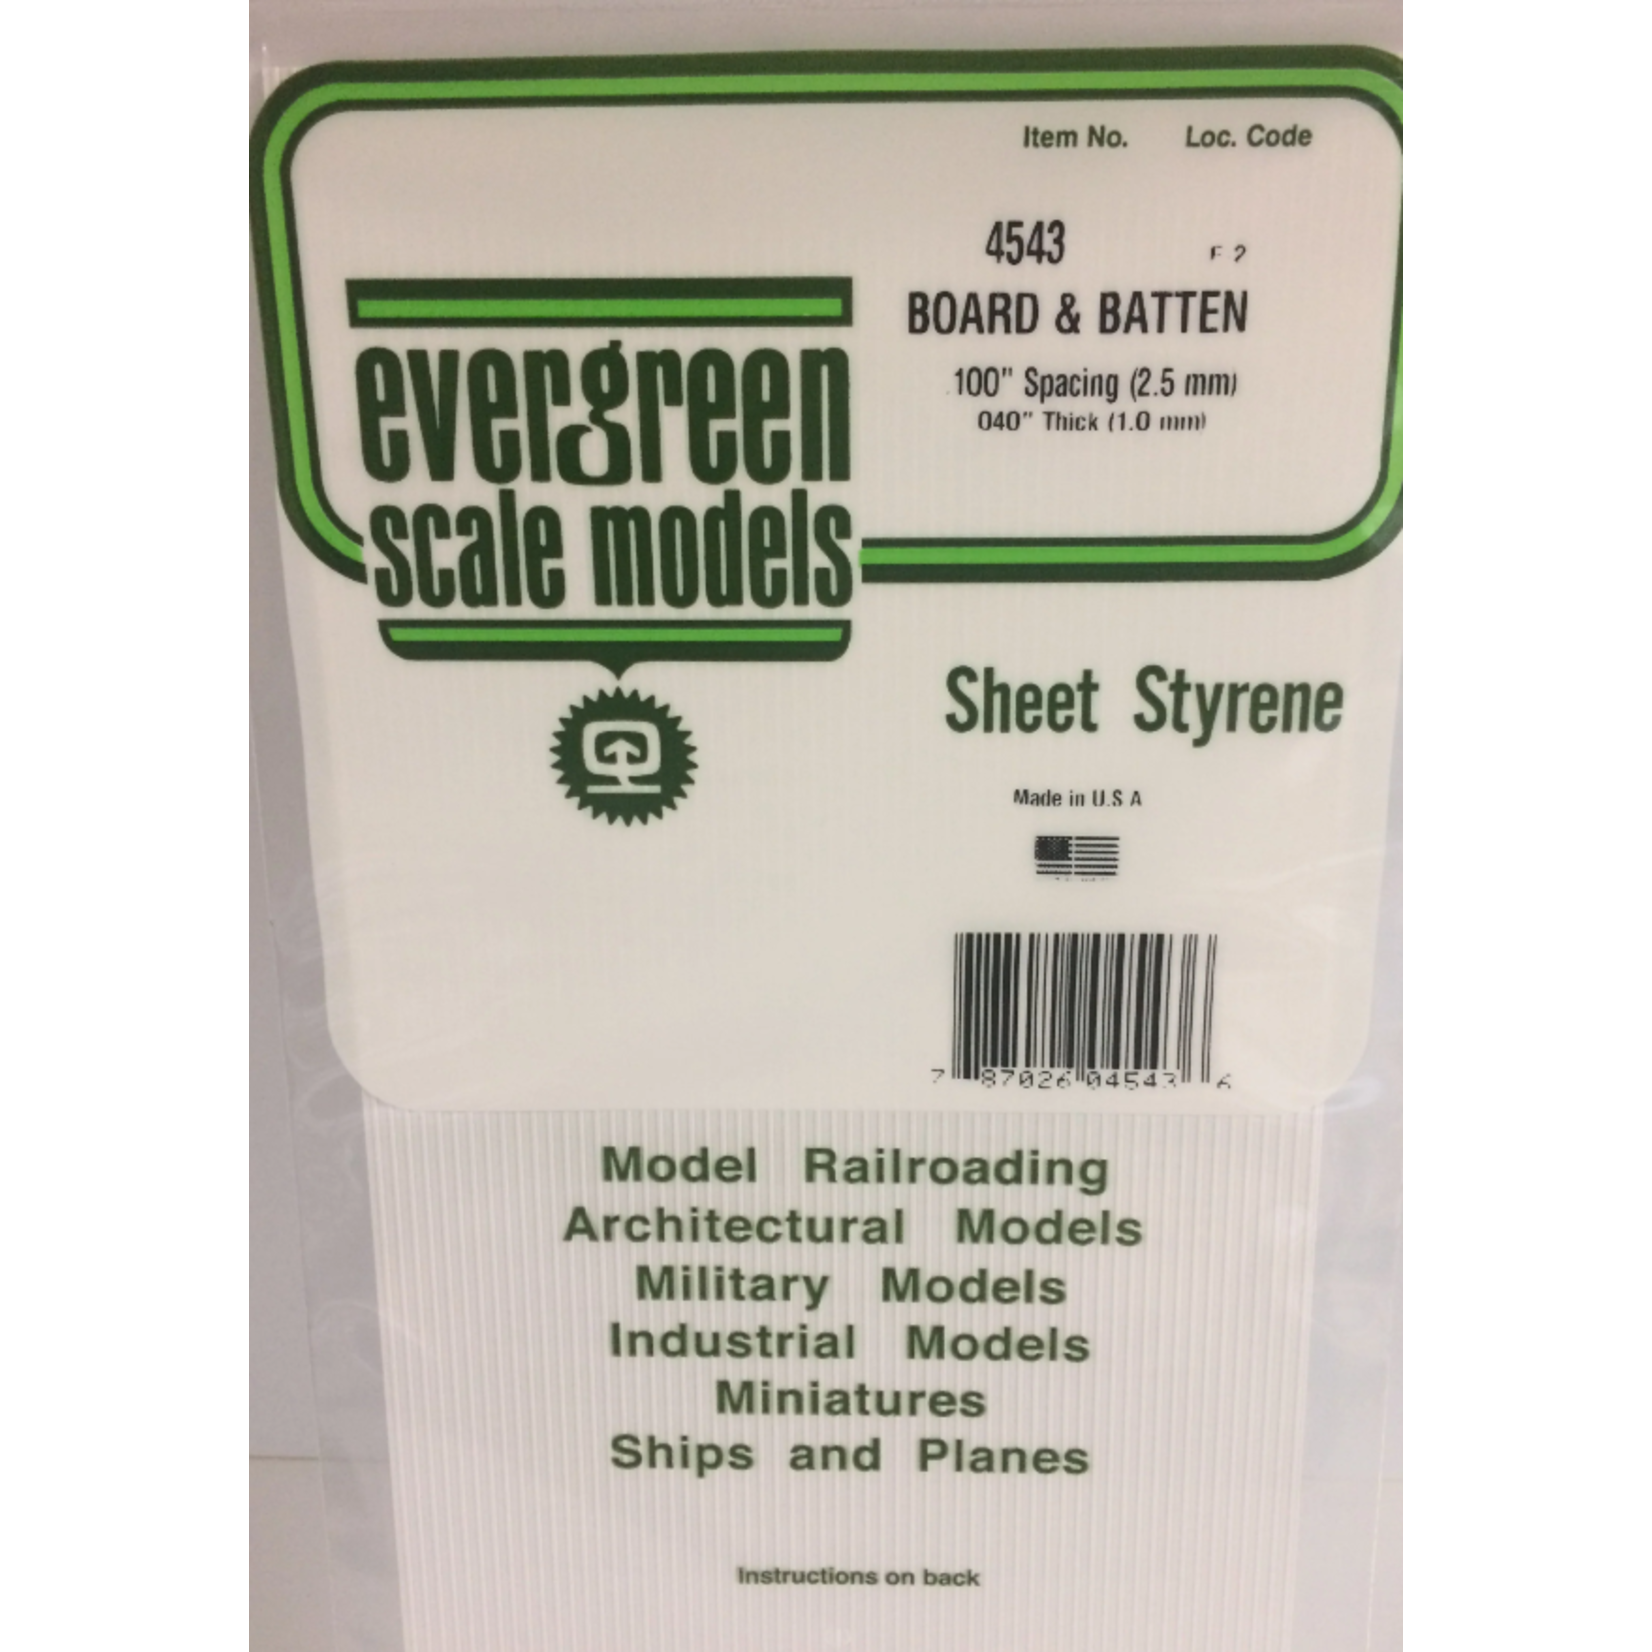 Item No. Loc. Code
4543 F 2
BOARD & BATTEN
.100" Spacing (2.5 mm)
040" Thick (1.0 mm)
evergreen
scale models
Sheet Styrene
Made in U.S A
7 87026 04543 6
Model Railroading
Architectural Models
Military Models
Industrial Models
Miniatures
Ships and Planes
Instructions on back